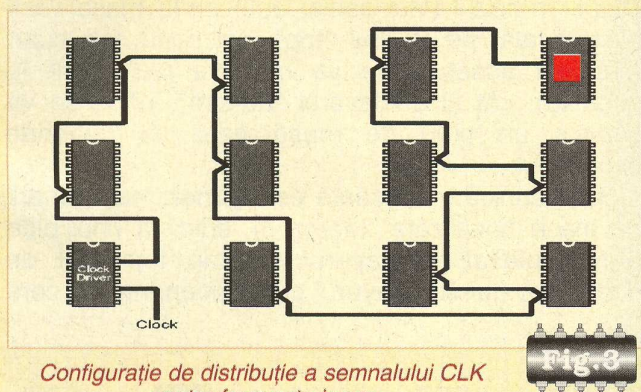 Clock
Driver
Clock
Configurație de distribuție a semnalului CLK
Fig.3